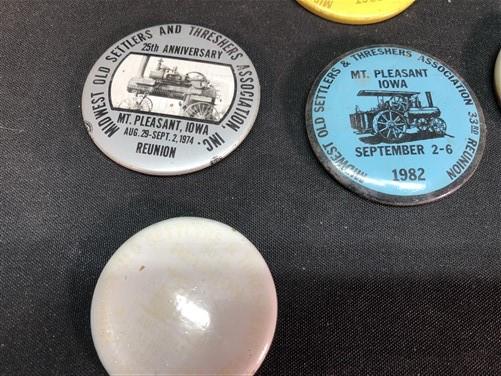 MIDWEST OLD SETTLERS AND THRESHERS ASSOCIATION, INC.
25th ANNIVERSARY
MT. PLEASANT, IOWA
AUG. 29-SEPT. 2, 1974
REUNION
MIDWEST OLD SETTLERS & THRESHERS ASSOCIATION 33RD REUNION
MT. PLEASANT
IOWA
SEPTEMBER 2-6
1982